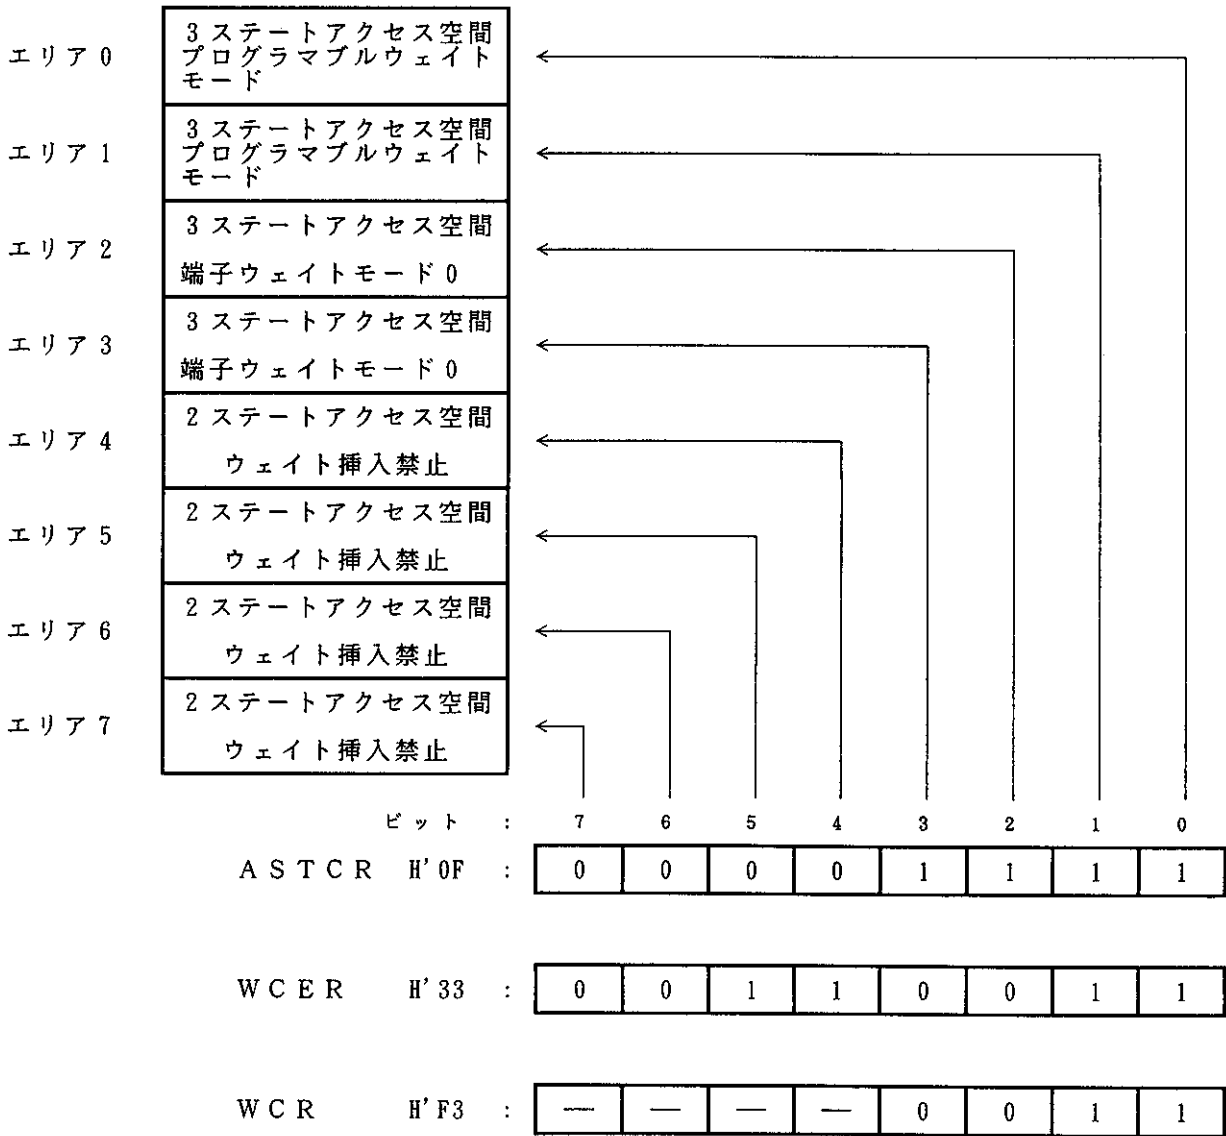 エリア0
3ステートアクセス空間
プログラマブルウェイト
モード
エリア1
3ステートアクセス空間
プログラマブルウェイト
モード
エリア2
3ステートアクセス空間
端子ウェイトモード0
エリア3
3ステートアクセス空間
端子ウェイトモード0
エリア4
2ステートアクセス空間
ウェイト挿入禁止
エリア5
2ステートアクセス空間
ウェイト挿入禁止
エリア6
2ステートアクセス空間
ウェイト挿入禁止
エリア7
2ステートアクセス空間
ウェイト挿入禁止
ビット : 7 6 5 4 3 2 1 0
ASTCR H'0F : 0 0 0 0 1 1 1 1
WCER H'33 : 0 0 1 1 0 0 1 1
WCR H'F3 : — — — — 0 0 1 1